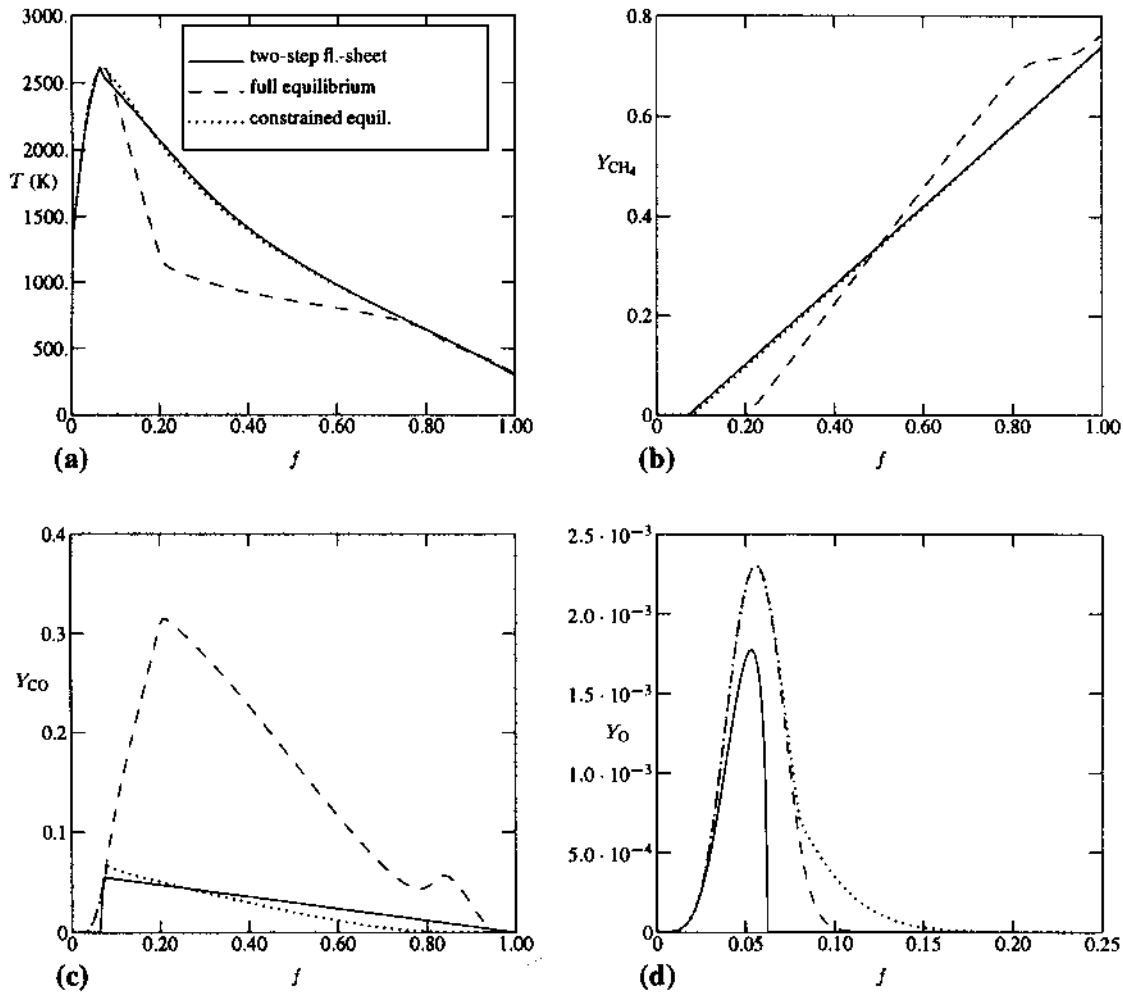 3000.
2500.
2000.
T (K)
1500.
1000.
500.
0
0.20
0.40
0.60
0.80
1.00
two-step fl.-sheet
full equilibrium
constrained equil.
(a)
f
0.8
0.6
Y_CH4
0.4
0.2
0
0
0.20
0.40
0.60
0.80
1.00
(b)
f
0.4
0.3
Y_CO
0.2
0.1
0
0
0.20
0.40
0.60
0.80
1.00
(c)
f
2.5 · 10⁻³
2.0 · 10⁻³
1.5 · 10⁻³
Y_O
1.0 · 10⁻³
5.0 · 10⁻⁴
0
0
0.05
0.10
0.15
0.20
0.25
(d)
f